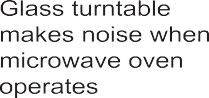 Glass turntable
makes noise when
microwave oven
operates